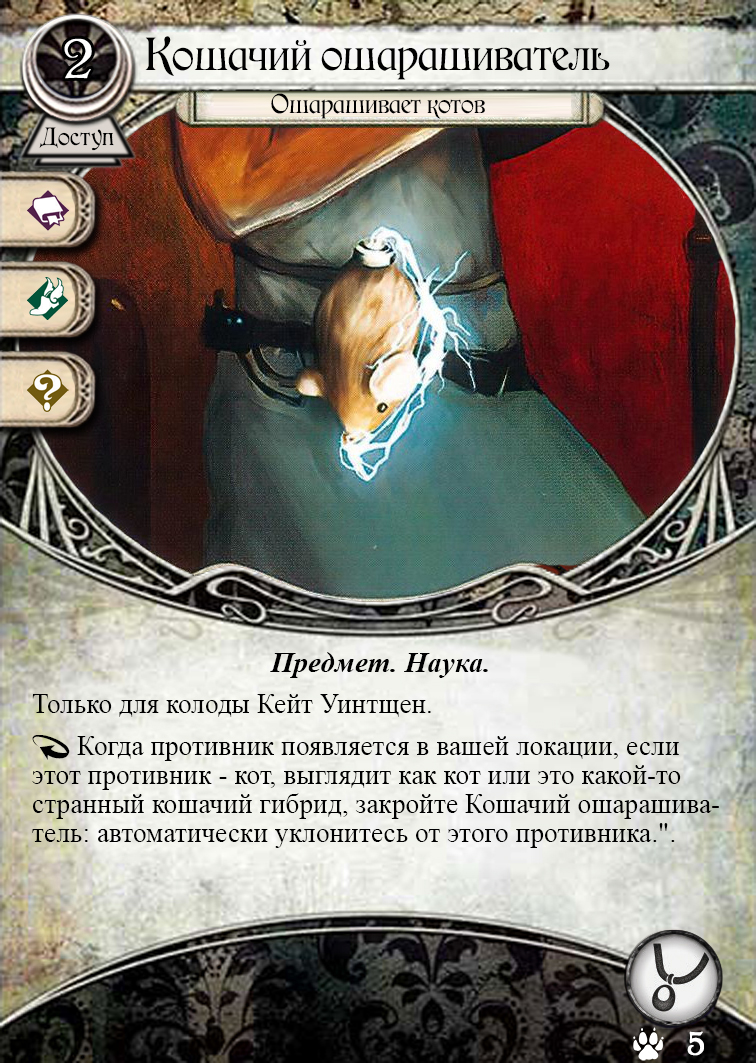 2
Кошачий ошарашиватель
Ошарашивает котов
Доступ
?
Предмет. Наука.
Только для колоды Кейт Уинтщен.
Когда противник появляется в вашей локации, если
этот противник - кот, выглядит как кот или это какой-то
странный кошачий гибрид, закройте Кошачий ошарашива-
тель: автоматически уклонитесь от этого противника.".
5